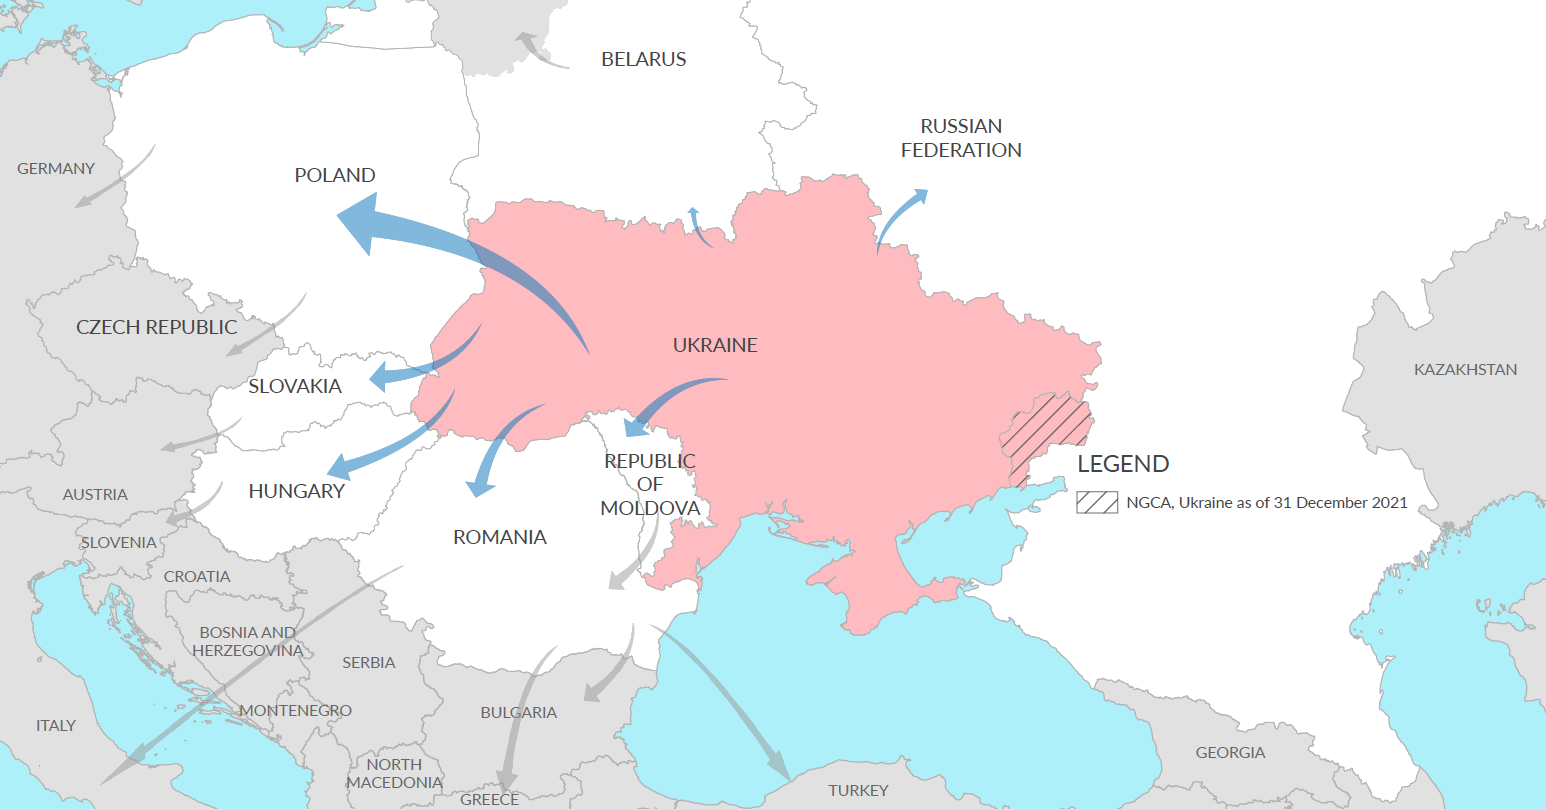 BELARUS
RUSSIAN
FEDERATION
GERMANY
POLAND
CZECH REPUBLIC
UKRAINE
KAZAKHSTAN
SLOVAKIA
LEGEND
NGCA, Ukraine as of 31 December 2021
REPUBLIC
OF
MOLDOVA
HUNGARY
AUSTRIA
ROMANIA
SLOVENIA
CROATIA
BOSNIA AND
HERZEGOVINA
SERBIA
MONTENEGRO
BULGARIA
ITALY
GEORGIA
NORTH
MACEDONIA
TURKEY
GREECE